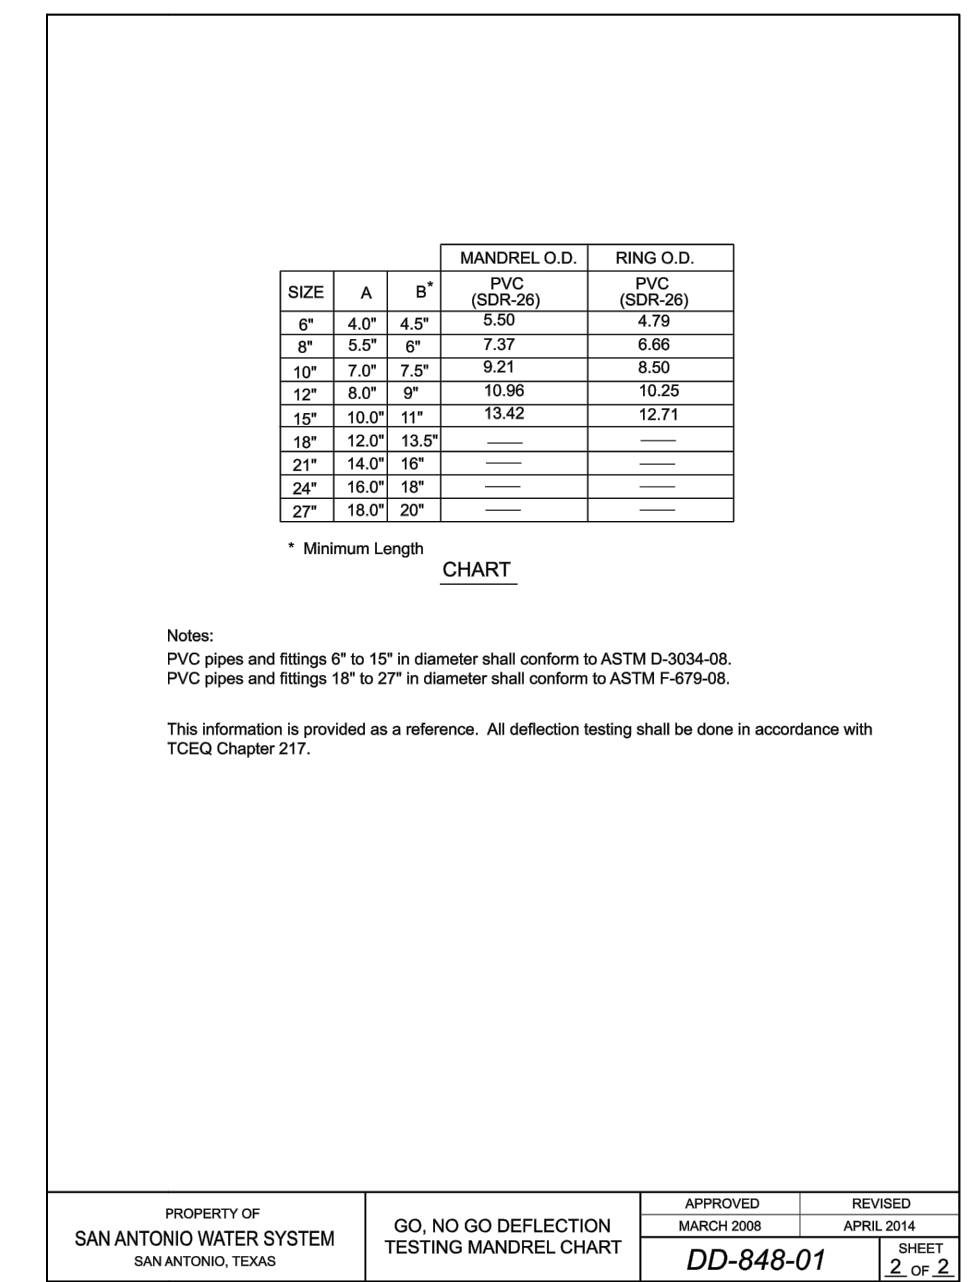 MANDREL O.D. RING O.D.
SIZE A B* PVC (SDR-26) PVC (SDR-26)
6" 4.0" 4.5" 5.50 4.79
8" 5.5" 6" 7.37 6.66
10" 7.0" 7.5" 9.21 8.50
12" 8.0" 9" 10.96 10.25
15" 10.0" 11" 13.42 12.71
18" 12.0" 13.5" —— ——
21" 14.0" 16" —— ——
24" 16.0" 18" —— ——
27" 18.0" 20" —— ——
* Minimum Length
CHART
Notes:
PVC pipes and fittings 6" to 15" in diameter shall conform to ASTM D-3034-08.
PVC pipes and fittings 18" to 27" in diameter shall conform to ASTM F-679-08.
This information is provided as a reference. All deflection testing shall be done in accordance with
TCEQ Chapter 217.
PROPERTY OF
SAN ANTONIO WATER SYSTEM
SAN ANTONIO, TEXAS
GO, NO GO DEFLECTION
TESTING MANDREL CHART
APPROVED REVISED
MARCH 2008 APRIL 2014
DD-848-01
SHEET
2 OF 2